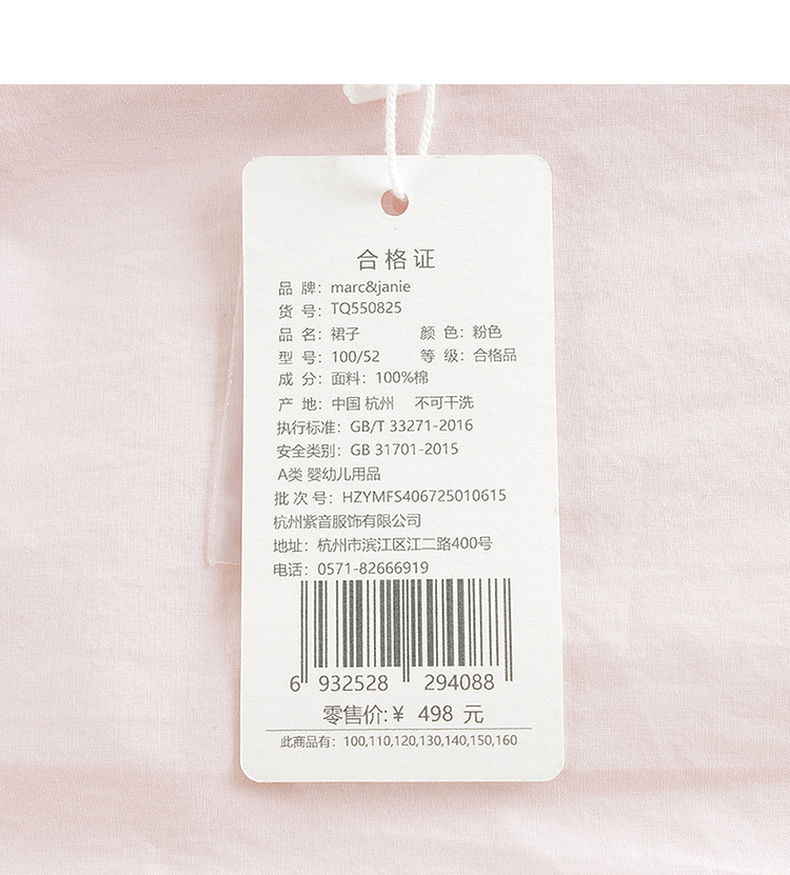 合格证
品 牌：marc&janie
货 号：TQ550825
品 名：裙子 颜 色：粉色
型 号：100/52 等 级：合格品
成 分：面料：100%棉
产 地：中国 杭州 不可干洗
执行标准：GB/T 33271-2016
安全类别：GB 31701-2015
A类 婴幼儿用品
批 次 号：HZYMFS406725010615
杭州紫音服饰有限公司
地址：杭州市滨江区江二路400号
电话：0571-82666919
6 932528 294088
零售价:¥ 498 元
此商品有：100,110,120,130,140,150,160